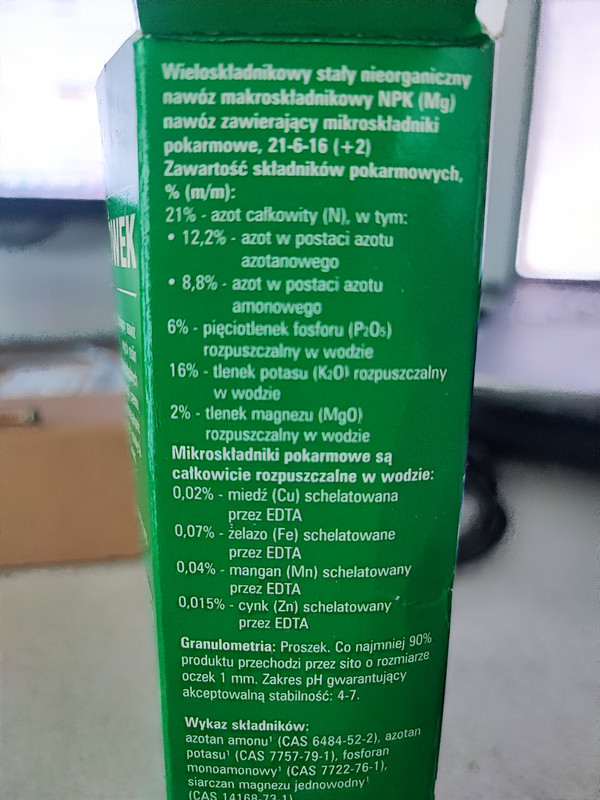 Wieloskładnikowy stały nieorganiczny
nawóz makroskładnikowy NPK (Mg)
nawóz zawierający mikroskładniki
pokarmowe, 21-6-16 (+2)
Zawartość składników pokarmowych,
% (m/m):
21% - azot całkowity (N), w tym:
• 12,2% - azot w postaci azotu
azotanowego
• 8,8% - azot w postaci azotu
amonowego
6% - pięciotlenek fosforu (P₂O₅)
rozpuszczalny w wodzie
16% - tlenek potasu (K₂O) rozpuszczalny
w wodzie
2% - tlenek magnezu (MgO)
rozpuszczalny w wodzie
Mikroskładniki pokarmowe są
całkowicie rozpuszczalne w wodzie:
0,02% - miedź (Cu) schelatowana
przez EDTA
0,07% - żelazo (Fe) schelatowane
przez EDTA
0,04% - mangan (Mn) schelatowany
przez EDTA
0,015% - cynk (Zn) schelatowany
przez EDTA
Granulometria: Proszek. Co najmniej 90%
produktu przechodzi przez sito o rozmiarze
oczek 1 mm. Zakres pH gwarantujący
akceptowalną stabilność: 4-7.
Wykaz składników:
azotan amonu¹ (CAS 6484-52-2), azotan
potasu¹ (CAS 7757-79-1), fosforan
monoamonowy¹ (CAS 7722-76-1),
siarczan magnezu jednowodny¹
(CAS 14168-73-1)